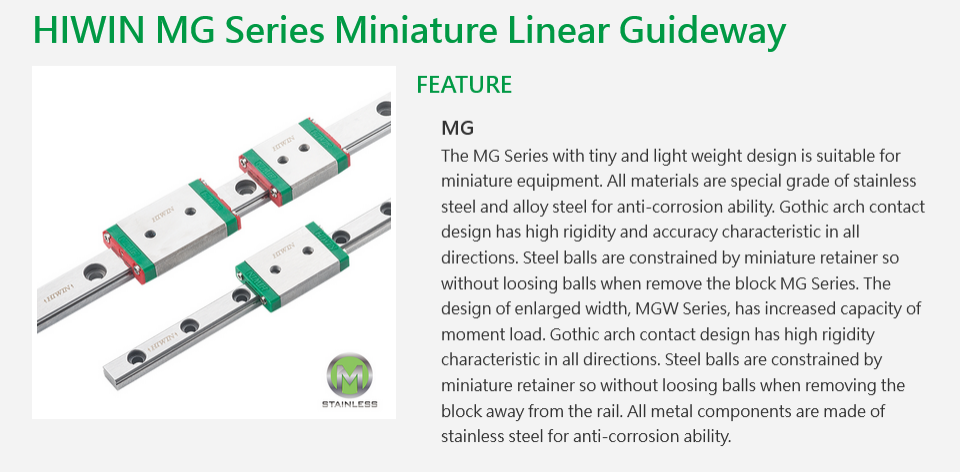 HIWIN MG Series Miniature Linear Guideway
FEATURE
MG
The MG Series with tiny and light weight design is suitable for
miniature equipment. All materials are special grade of stainless
steel and alloy steel for anti-corrosion ability. Gothic arch contact
design has high rigidity and accuracy characteristic in all
directions. Steel balls are constrained by miniature retainer so
without loosing balls when remove the block MG Series. The
design of enlarged width, MGW Series, has increased capacity of
moment load. Gothic arch contact design has high rigidity
characteristic in all directions. Steel balls are constrained by
miniature retainer so without loosing balls when removing the
block away from the rail. All metal components are made of
stainless steel for anti-corrosion ability.
HIWIN
HIWIN
HIWIN
HIWIN
HIWIN
M
STAINLESS